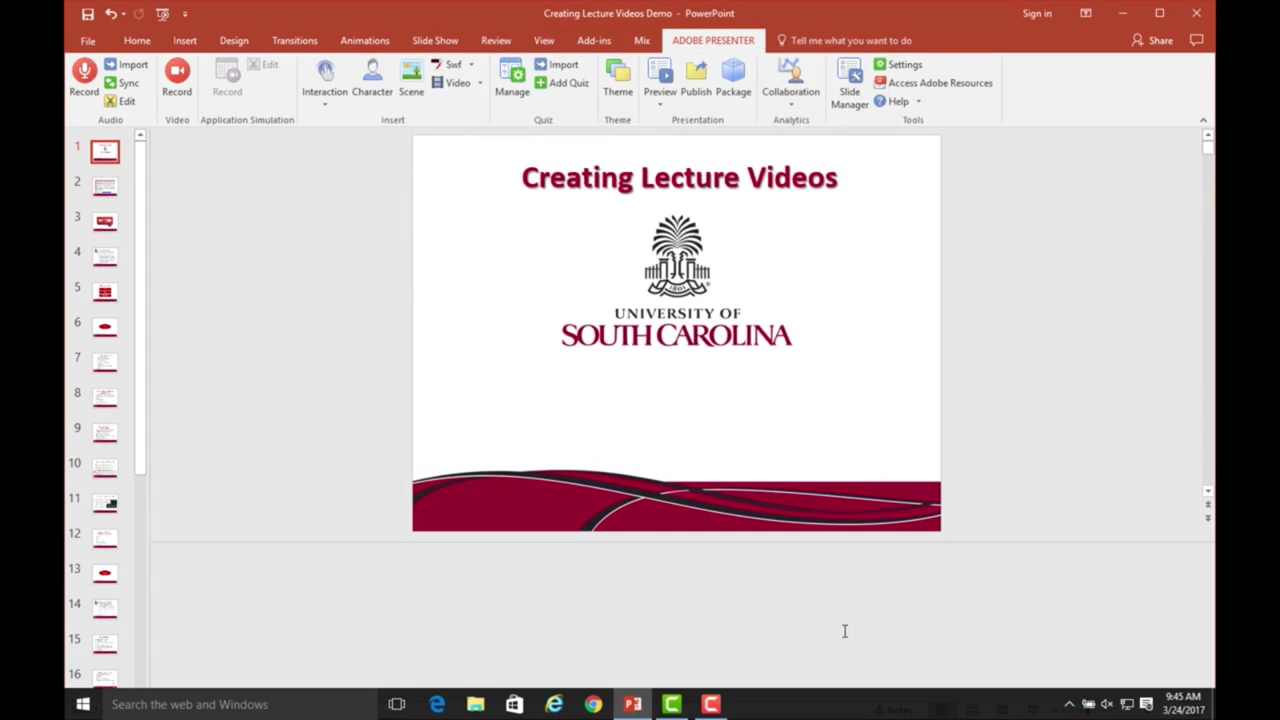 Creating Lecture Videos Demo - PowerPoint
Sign in
File Home Insert Design Transitions Animations Slide Show Review View Add-ins Mix ADOBE PRESENTER Tell me what you want to do Share
Record Import Sync Edit Record Record Edit Interaction Character Scene Swf Video Manage Import Add Quiz Theme Preview Publish Package Collaboration Slide Manager Settings Access Adobe Resources Help
Audio Video Application Simulation Insert Quiz Theme Presentation Analytics Tools
1
2
3
4
5
6
7
8
9
10
11
12
13
14
15
16
Creating Lecture Videos
1801
UNIVERSITY OF
SOUTH CAROLINA
Notes
Search the web and Windows
9:45 AM
3/24/2017